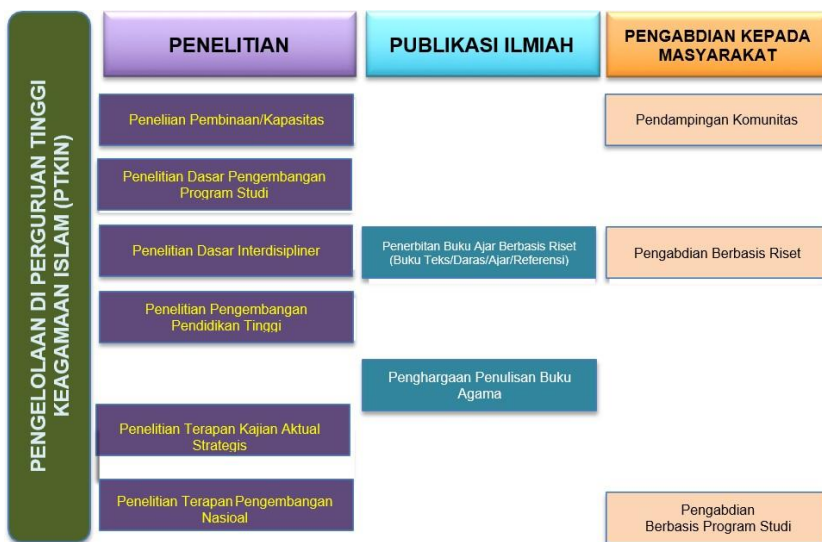 PENGELOLAAN DI PERGURUAN TINGGI
KEAGAMAAN ISLAM (PTKIN)
PENELITIAN
PUBLIKASI ILMIAH
PENGABDIAN KEPADA
MASYARAKAT
Peneliian Pembinaan/Kapasitas
Pendampingan Komunitas
Penelitian Dasar Pengembangan
Program Studi
Penelitian Dasar Interdisipliner
Penerbitan Buku Ajar Berbasis Riset
(Buku Teks/Daras/Ajar/Referensi)
Pengabdian Berbasis Riset
Penelitian Pengembangan
Pendidikan Tinggi
Penghargaan Penulisan Buku
Agama
Penelitian Terapan Kajian Aktual
Strategis
Penelitian Terapan Pengembangan
Nasioal
Pengabdian
Berbasis Program Studi